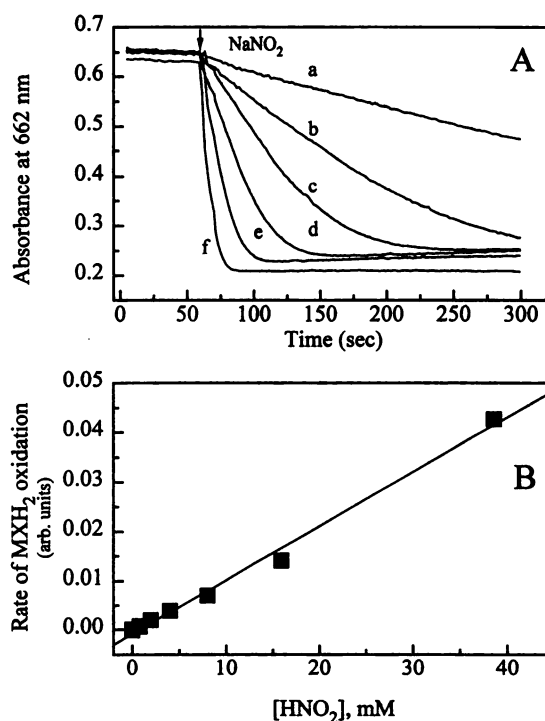 A
NaNO₂
a
b
c
d
e
f
0.7
0.6
0.5
0.4
0.3
0.2
Absorbance at 662 nm
0 50 100 150 200 250 300
Time (sec)
B
0.05
0.04
0.03
0.02
0.01
0.00
Rate of MXH₂ oxidation
(arb. units)
0 10 20 30 40
[HNO₂], mM